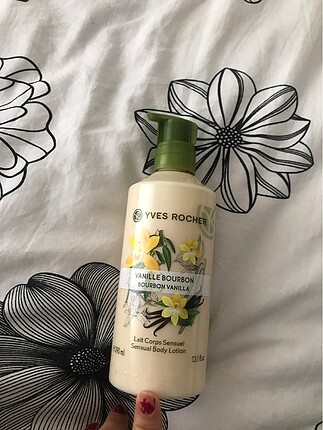 YVES ROCHER
VANILLE BOURBON
BOURBON VANILLA
Lait Corps Sensuel
Sensual Body Lotion